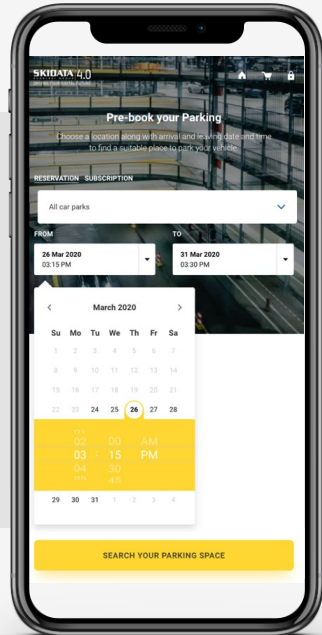 SKIDATA 4.0
Pre-book your Parking
Choose a location along with arrival and leaving date and time
to find a suitable place to park your vehicle.
RESERVATION SUBSCRIPTION
All car parks
FROM TO
26 Mar 2020 31 Mar 2020
03:15 PM 03:30 PM
< March 2020 >
Su Mo Tu We Th Fr Sa
1 2 3 4 5 6 7
8 9 10 11 12 13 14
15 16 17 18 19 20 21
22 23 24 25 26 27 28
02 00 AM
03 : 15 PM
04 30
45
29 30 31 1 2 3 4
SEARCH YOUR PARKING SPACE